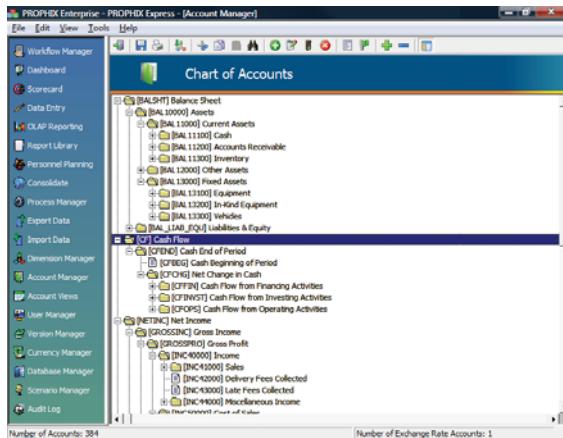 PROPHIX Enterprise - PROPHIX Express - [Account Manager]
File Edit View Tools Help
Workflow Manager
Dashboard
Scorecard
Data Entry
OLAP Reporting
Report Library
Personnel Planning
Consolidate
Process Manager
Export Data
Import Data
Dimension Manager
Account Manager
Account Views
User Manager
Version Manager
Currency Manager
Database Manager
Scenario Manager
Audit Log
Chart of Accounts
[BALSHT] Balance Sheet
[BAL10000] Assets
[BAL11000] Current Assets
[BAL11100] Cash
[BAL11200] Accounts Receivable
[BAL11300] Inventory
[BAL12000] Other Assets
[BAL13000] Fixed Assets
[BAL13100] Equipment
[BAL13200] In-Kind Equipment
[BAL13300] Vehicles
[BAL_LIAB_EQU] Liabilities & Equity
[CF] Cash Flow
[CFEND] Cash End of Period
[CFBEG] Cash Beginning of Period
[CFCHG] Net Change in Cash
[CFFIN] Cash Flow from Financing Activities
[CFINVST] Cash Flow from Investing Activities
[CFOPS] Cash Flow from Operating Activities
[NETINC] Net Income
[GROSSINC] Gross Income
[GROSSPRO] Gross Profit
[INC40000] Income
[INC41000] Sales
[INC42000] Delivery Fees Collected
[INC43000] Late Fees Collected
[INC44000] Miscellaneous Income
[INC50000] Cost of Sales
Number of Accounts: 384
Number of Exchange Rate Accounts: 1